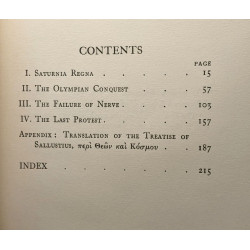 CONTENTS
PAGE
I. Saturnia Regna . . . . . 15
II. The Olympian Conquest . . . 57
III. The Failure of Nerve . . . . 103
IV. The Last Protest . . . . . 157
Appendix: Translation of the Treatise of
Sallustius, περὶ Θεῶν καὶ Κόσμου . . 187
INDEX . . . . . . 215